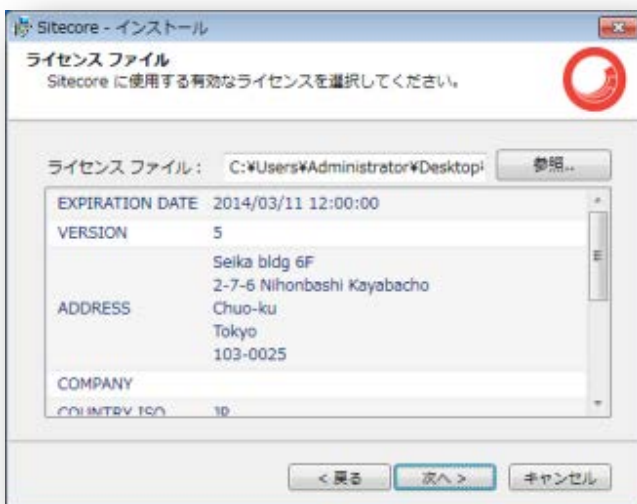 Sitecore - インストール
ライセンス ファイル
Sitecore に使用する有効なライセンスを選択してください。
ライセンス ファイル： C:¥Users¥Administrator¥Desktop 参照..
EXPIRATION DATE 2014/03/11 12:00:00
VERSION 5
Seika bldg 6F
2-7-6 Nihonbashi Kayabacho
ADDRESS Chuo-ku
Tokyo
103-0025
COMPANY
COUNTRY ISO JP
< 戻る 次へ > キャンセル